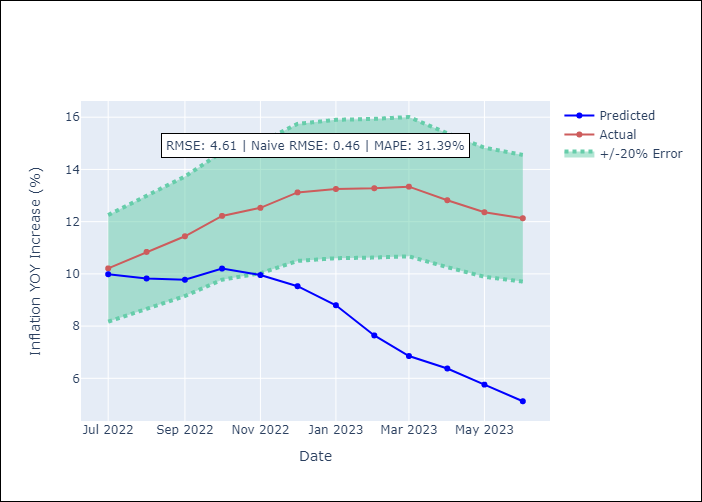 16
14
12
10
8
6
Inflation YOY Increase (%)
RMSE: 4.61 | Naive RMSE: 0.46 | MAPE: 31.39%
Predicted
Actual
+/-20% Error
Jul 2022
Sep 2022
Nov 2022
Jan 2023
Mar 2023
May 2023
Date